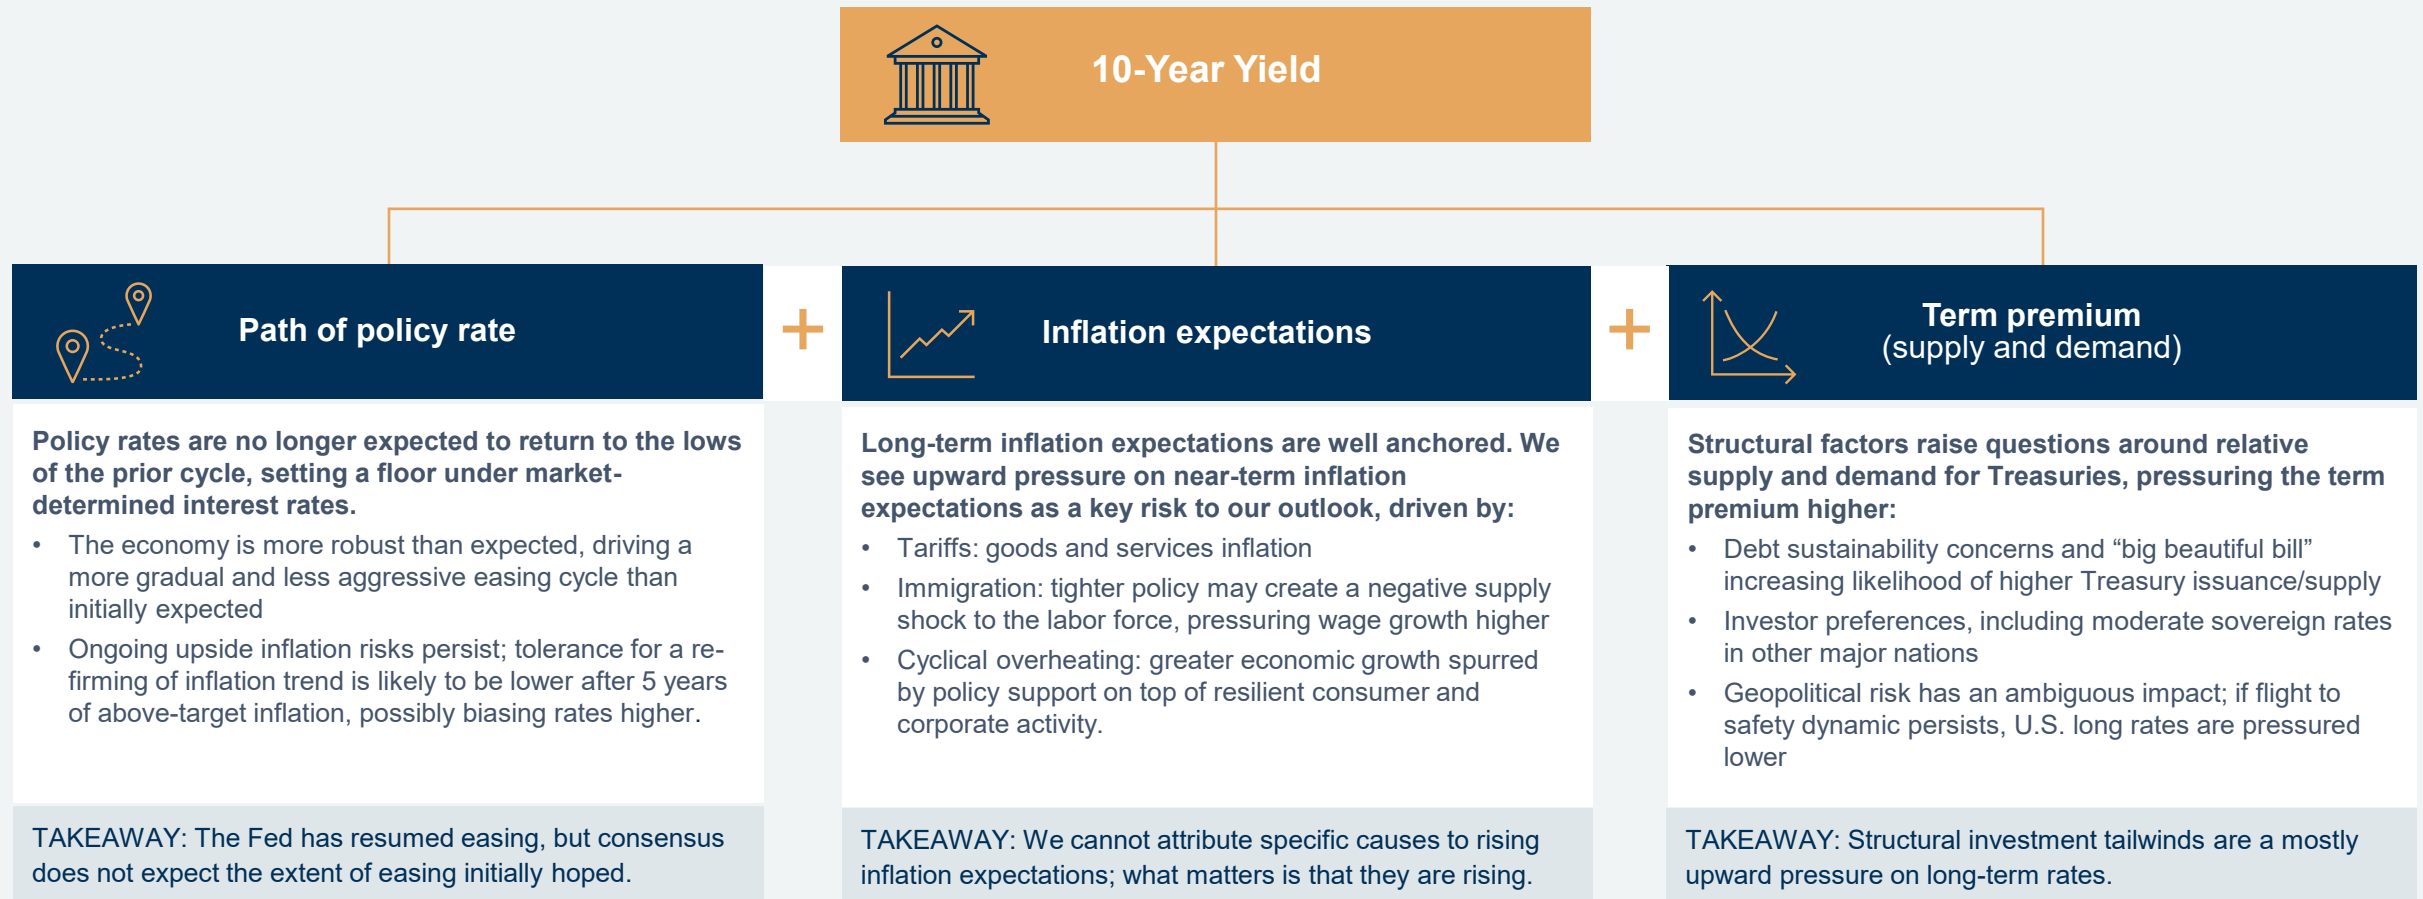 10-Year Yield
Path of policy rate
+
Inflation expectations
+
Term premium
(supply and demand)
Policy rates are no longer expected to return to the lows
of the prior cycle, setting a floor under market-
determined interest rates.
• The economy is more robust than expected, driving a
more gradual and less aggressive easing cycle than
initially expected
• Ongoing upside inflation risks persist; tolerance for a re-
firming of inflation trend is likely to be lower after 5 years
of above-target inflation, possibly biasing rates higher.
TAKEAWAY: The Fed has resumed easing, but consensus
does not expect the extent of easing initially hoped.
Long-term inflation expectations are well anchored. We
see upward pressure on near-term inflation
expectations as a key risk to our outlook, driven by:
• Tariffs: goods and services inflation
• Immigration: tighter policy may create a negative supply
shock to the labor force, pressuring wage growth higher
• Cyclical overheating: greater economic growth spurred
by policy support on top of resilient consumer and
corporate activity.
TAKEAWAY: We cannot attribute specific causes to rising
inflation expectations; what matters is that they are rising.
Structural factors raise questions around relative
supply and demand for Treasuries, pressuring the term
premium higher:
• Debt sustainability concerns and “big beautiful bill”
increasing likelihood of higher Treasury issuance/supply
• Investor preferences, including moderate sovereign rates
in other major nations
• Geopolitical risk has an ambiguous impact; if flight to
safety dynamic persists, U.S. long rates are pressured
lower
TAKEAWAY: Structural investment tailwinds are a mostly
upward pressure on long-term rates.